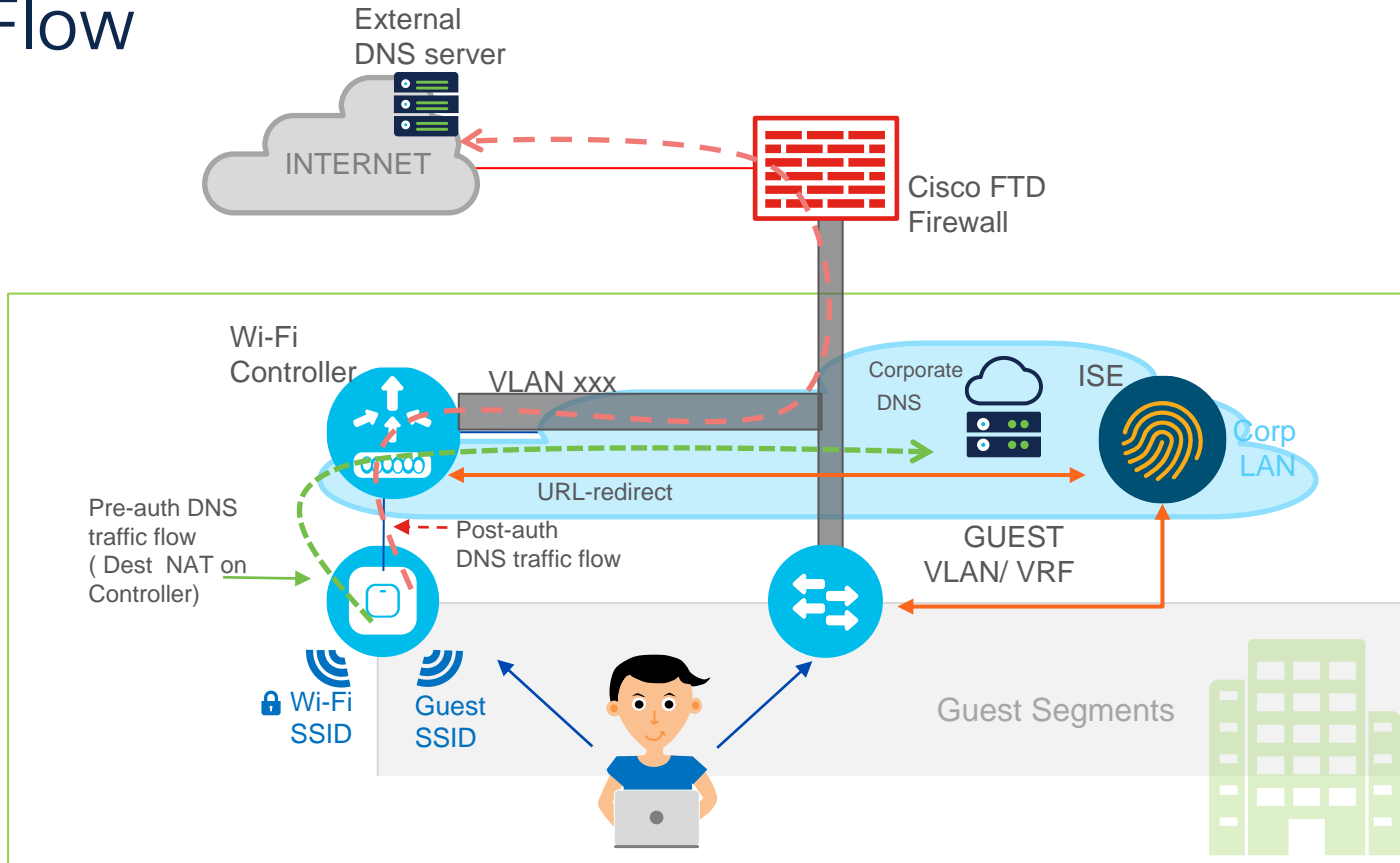 Flow
External
DNS server
INTERNET
Cisco FTD
Firewall
Wi-Fi
Controller
VLAN xxx
Corporate
DNS
ISE
Corp
LAN
URL-redirect
Pre-auth DNS
traffic flow
( Dest NAT on
Controller)
Post-auth
DNS traffic flow
GUEST
VLAN/ VRF
Wi-Fi
SSID
Guest
SSID
Guest Segments